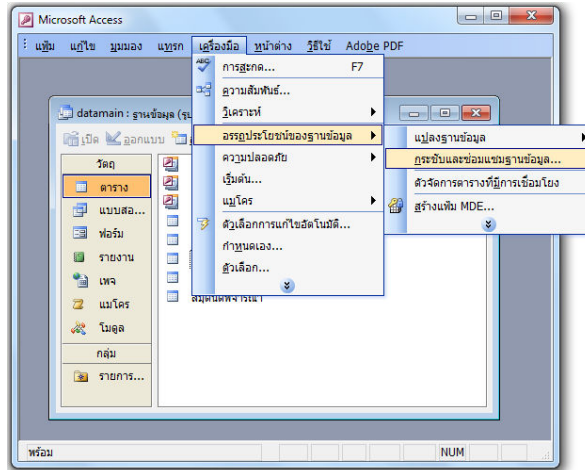 Microsoft Access
แฟ้ม แก้ไข มุมมอง แทรก เครื่องมือ หน้าต่าง วิธีใช้ Adobe PDF
การสะกด... F7
ความสัมพันธ์...
วิเคราะห์
อรรถประโยชน์ของฐานข้อมูล
ความปลอดภัย
เริ่มต้น...
แมโคร
ตัวเลือกการแก้ไขอัตโนมัติ...
กำหนดเอง...
ตัวเลือก...
แปลงฐานข้อมูล
กระชับและซ่อมแซมฐานข้อมูล...
ตัวจัดการตารางที่มีการเชื่อมโยง
สร้างแฟ้ม MDE...
datamain : ฐานข้อมูล
เปิด ออกแบบ
วัตถุ
ตาราง
แบบสอ...
ฟอร์ม
รายงาน
เพจ
แมโคร
โมดูล
กลุ่ม
รายการ...
พร้อม NUM